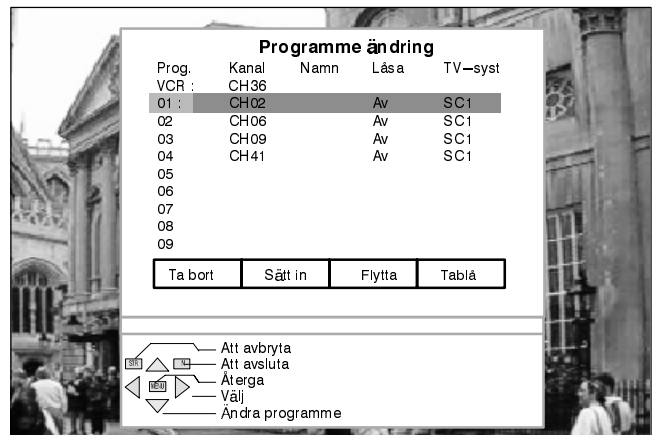 Programme ändring
Prog. Kanal Namn Låsa TV–syst
VCR : CH36
01 : CH02 Av SC1
02 CH06 Av SC1
03 CH09 Av SC1
04 CH41 Av SC1
05
06
07
08
09
Ta bort Sätt in Flytta Tablå
Att avbryta
STR N Att avsluta
MENU Återga
Välj
Ändra programme